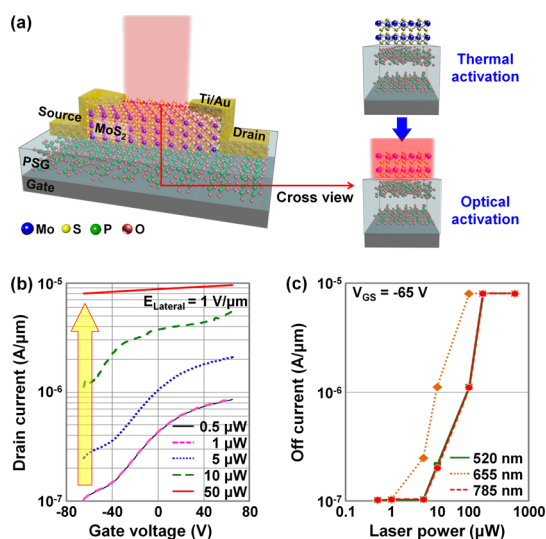 (a)
Ti/Au
Source
MoS₂
Drain
PSG
Gate
Cross view
Mo S P O
Thermal
activation
Optical
activation
(b)
Drain current (A/μm)
10⁻⁵
10⁻⁶
10⁻⁷
E_Lateral = 1 V/μm
0.5 μW
1 μW
5 μW
10 μW
50 μW
-80 -40 0 40 80
Gate voltage (V)
(c)
Off current (A/μm)
10⁻⁵
10⁻⁶
10⁻⁷
V_GS = -65 V
520 nm
655 nm
785 nm
0.1 1 10 100 1000
Laser power (μW)